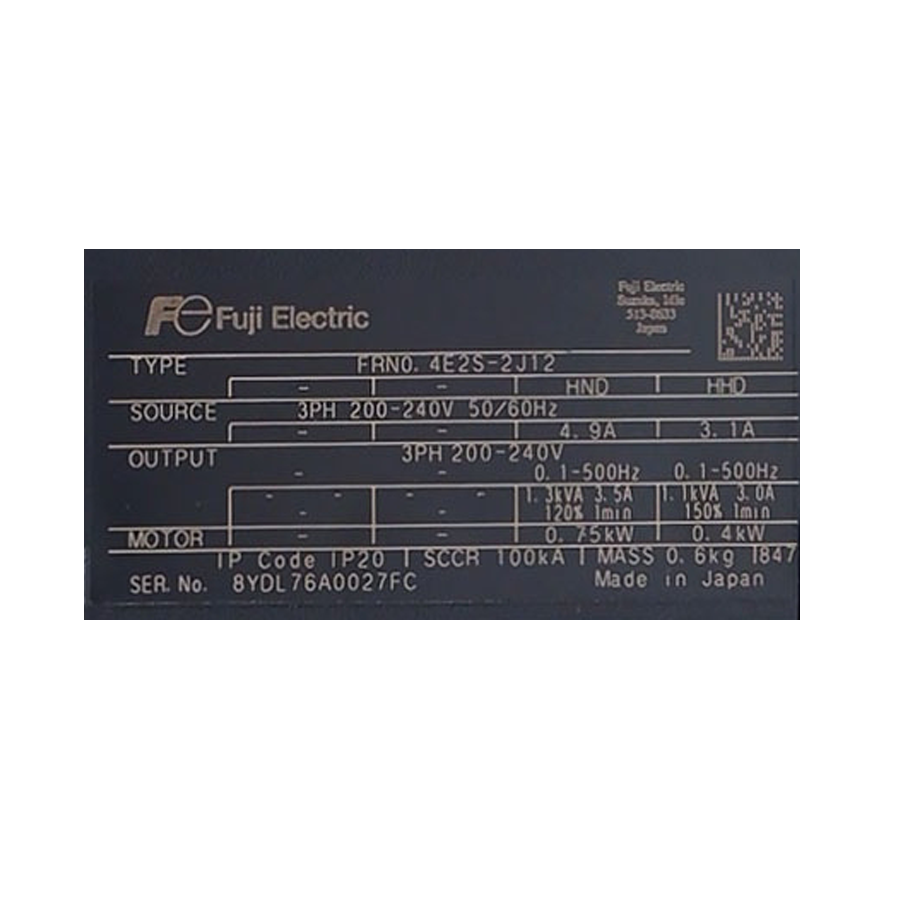 Fe Fuji Electric
Fuji Electric
Suzuka, Mie
513-8633
Japan
TYPE FRN0.4E2S-2J12
- - HND HHD
SOURCE 3PH 200-240V 50/60Hz
- - 4.9A 3.1A
OUTPUT 3PH 200-240V
- - 0.1-500Hz 0.1-500Hz
- - - - 1.3kVA 3.5A 1.1kVA 3.0A
- - 120% 1min 150% 1min
MOTOR - - 0.75kW 0.4kW
IP Code IP20 | SCCR 100kA | MASS 0.6kg 1847
SER. No. 8YDL76A0027FC Made in Japan